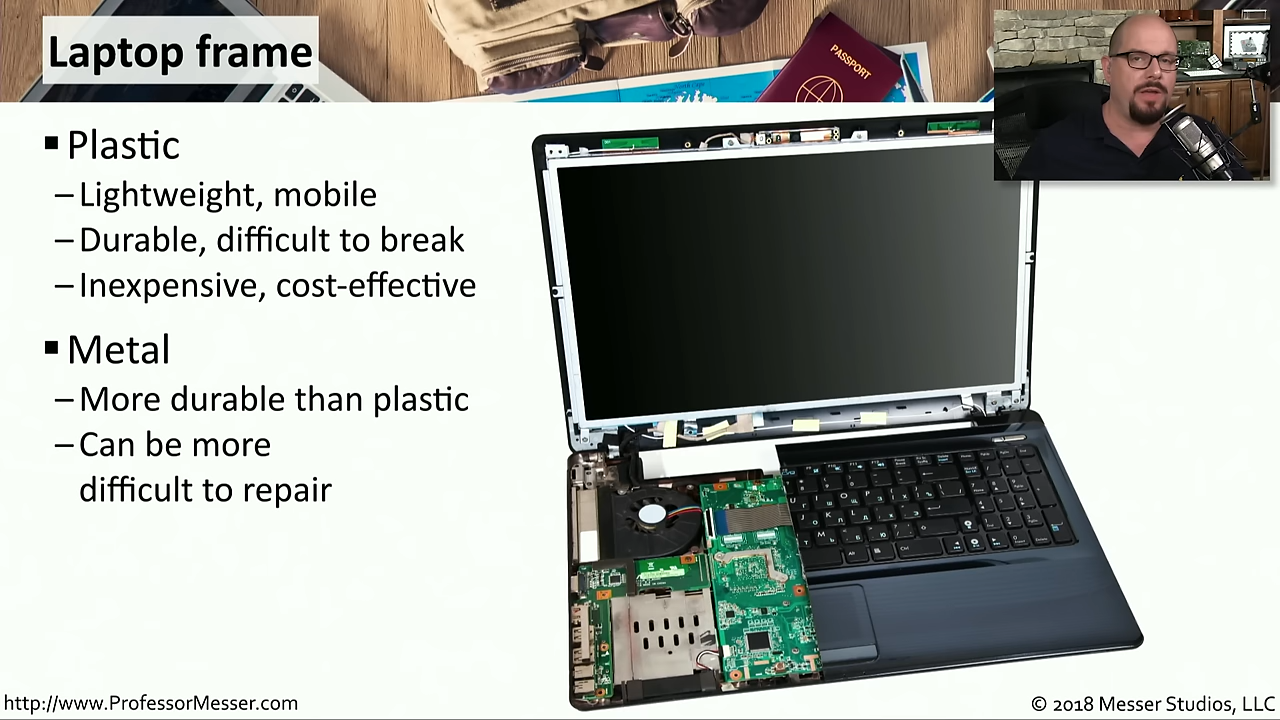 Laptop frame
PASSPORT
▪ Plastic
– Lightweight, mobile
– Durable, difficult to break
– Inexpensive, cost-effective
▪ Metal
– More durable than plastic
– Can be more
difficult to repair
http://www.ProfessorMesser.com
© 2018 Messer Studios, LLC